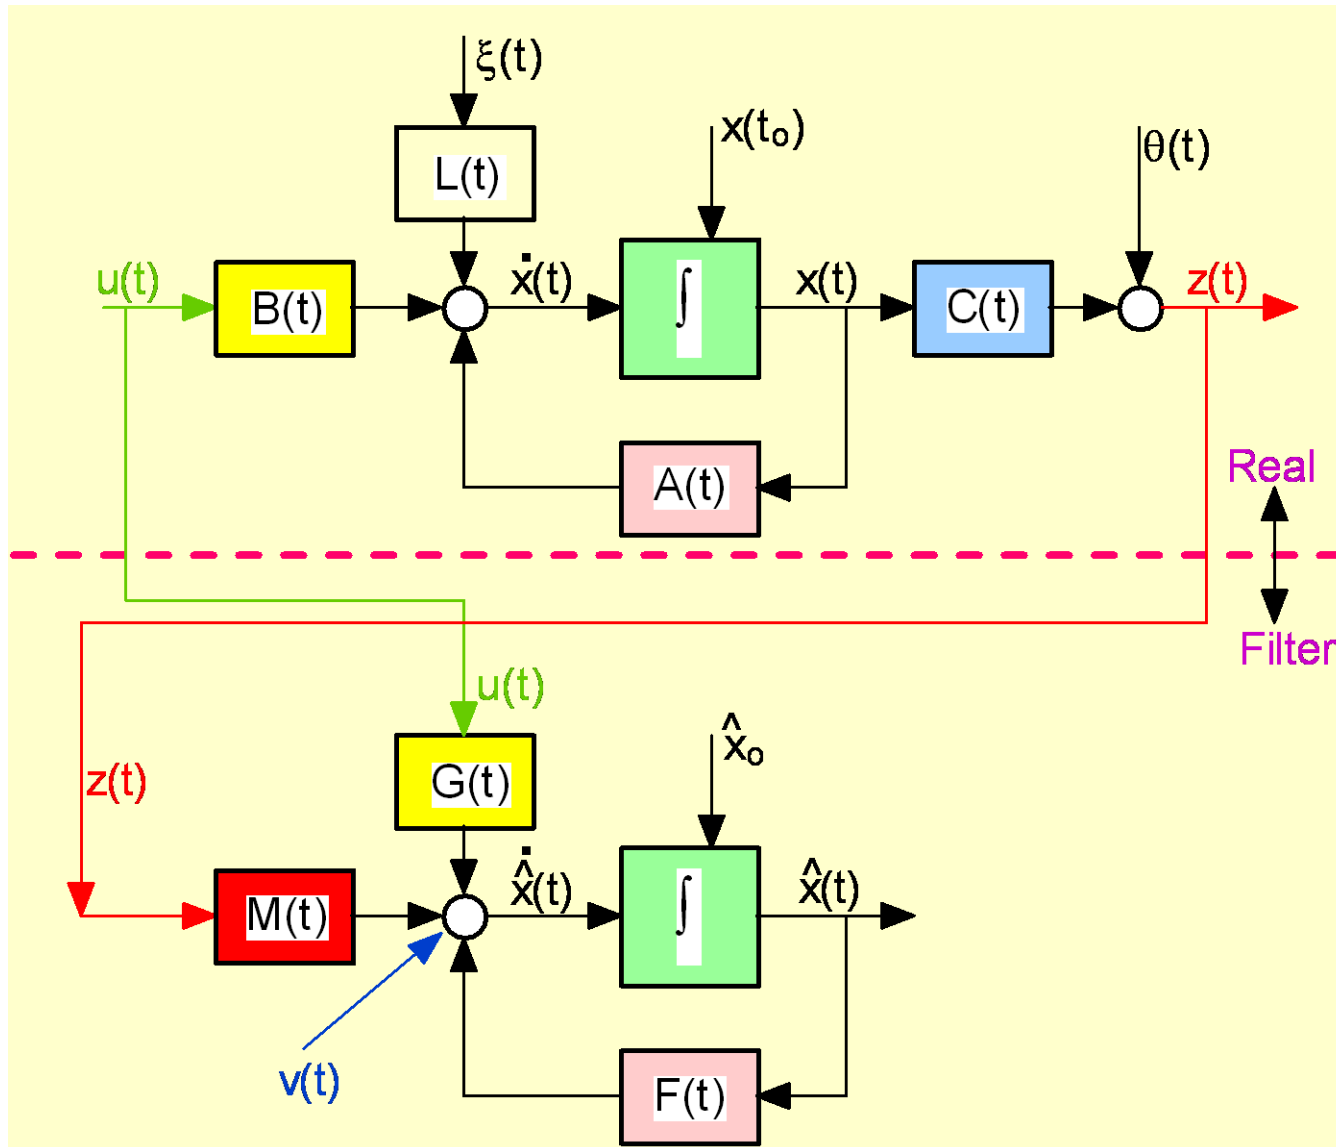 ξ(t)
x(t₀)
θ(t)
L(t)
u(t)
B(t)
ẋ(t)
∫
x(t)
C(t)
z(t)
A(t)
Real
Filter
u(t)
x̂₀
z(t)
G(t)
M(t)
x̂̇(t)
∫
x̂(t)
v(t)
F(t)